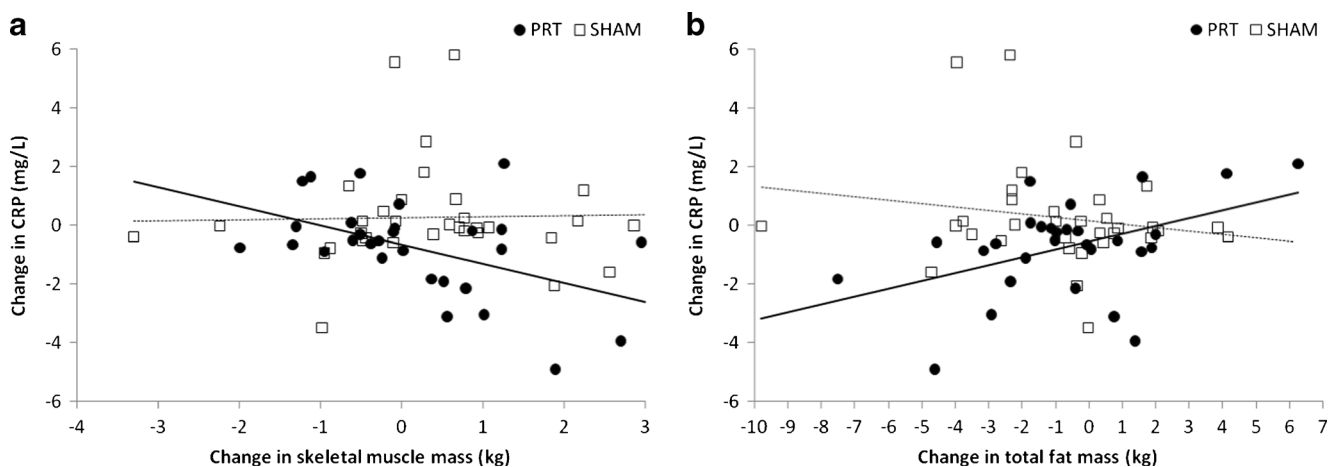 a
● PRT □ SHAM
Change in CRP (mg/L)
6
4
2
0
-2
-4
-6
-4 -3 -2 -1 0 1 2 3
Change in skeletal muscle mass (kg)
b
● PRT □ SHAM
Change in CRP (mg/L)
6
4
2
0
-2
-4
-6
-10 -9 -8 -7 -6 -5 -4 -3 -2 -1 0 1 2 3 4 5 6 7
Change in total fat mass (kg)